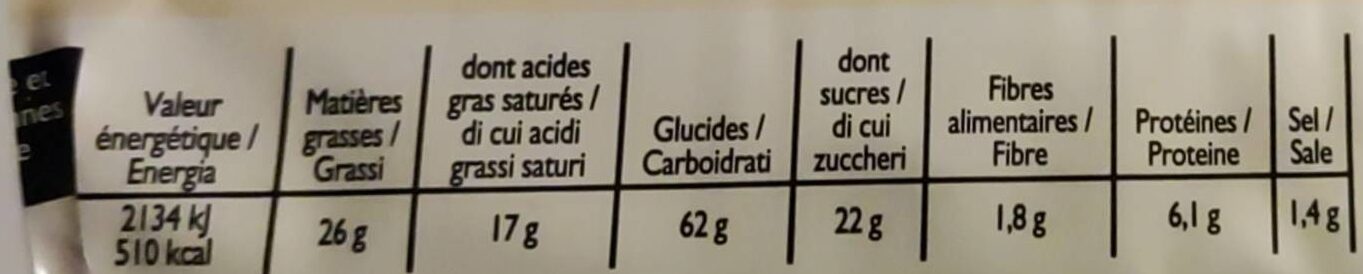 Valeur
énergétique /
Energia
2134 kJ
510 kcal
Matières
grasses /
Grassi
26 g
dont acides
gras saturés /
di cui acidi
grassi saturi
17 g
Glucides /
Carboidrati
62 g
dont
sucres /
di cui
zuccheri
22 g
Fibres
alimentaires /
Fibre
1,8 g
Protéines /
Proteine
6,1 g
Sel /
Sale
1,4 g